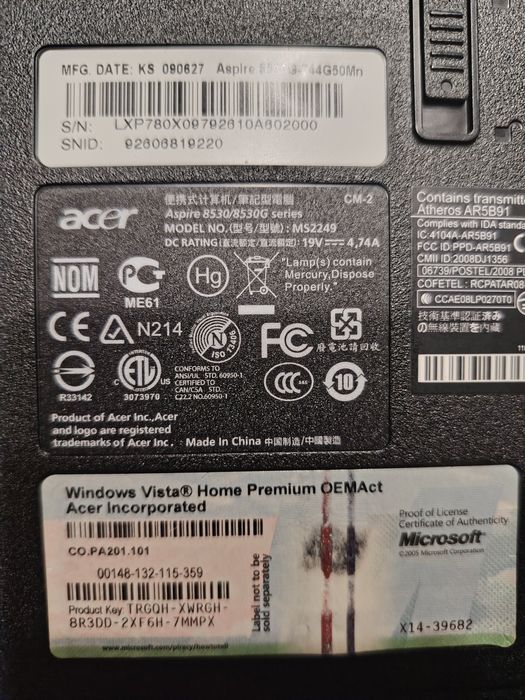 MFG. DATE: KS 090627 Aspire
S/N: LXP780X09792610A602000
SNID: 92606819220
acer
便携式计算机/筆記型電腦 CM-2
Aspire 8530/8530G series
MODEL NO.(型号/型號): MS2249
DC RATING(直流額定/直流额定): 19V 4,74A
NOM
PCT
ME61
Hg
"Lamp(s) contain
Mercury,Dispose
Properly."
CE
N214
N
ISO 13406
FC
廢電池請回收
R33142
ETL
c us
3073970
CONFORMS TO
ANSI/UL STD. 60950-1
CERTIFIED TO
CAN/CSA STD.
C22.2 NO.60950-1
CCC
10
Product of Acer Inc.,Acer
and logo are registered
trademarks of Acer Inc.,
Made In China 中国制造/中國製造
Contains
Atheros AR5B91
Complies with IDA
IC: 4104A-AR5B91
FCC ID:PPD-AR5B91
CMII ID: 2008DJ1356
06739/POSTEL/2008
COFETEL:
CCAE08LP0270T0
技術基準認証済み
の無線装置を内蔵
Windows Vista® Home Premium OEMAct
Acer Incorporated
CO.PA201.101
00148-132-115-359
Product Key: TRGQH-XWRGH-
8R3DD-2XF6H-7MMPX
www.microsoft.com/piracy/howtotell
Label not to be
sold separately
Proof of License
Certificate of Authenticity
Microsoft
©2005 Microsoft Corporation
X14-39682